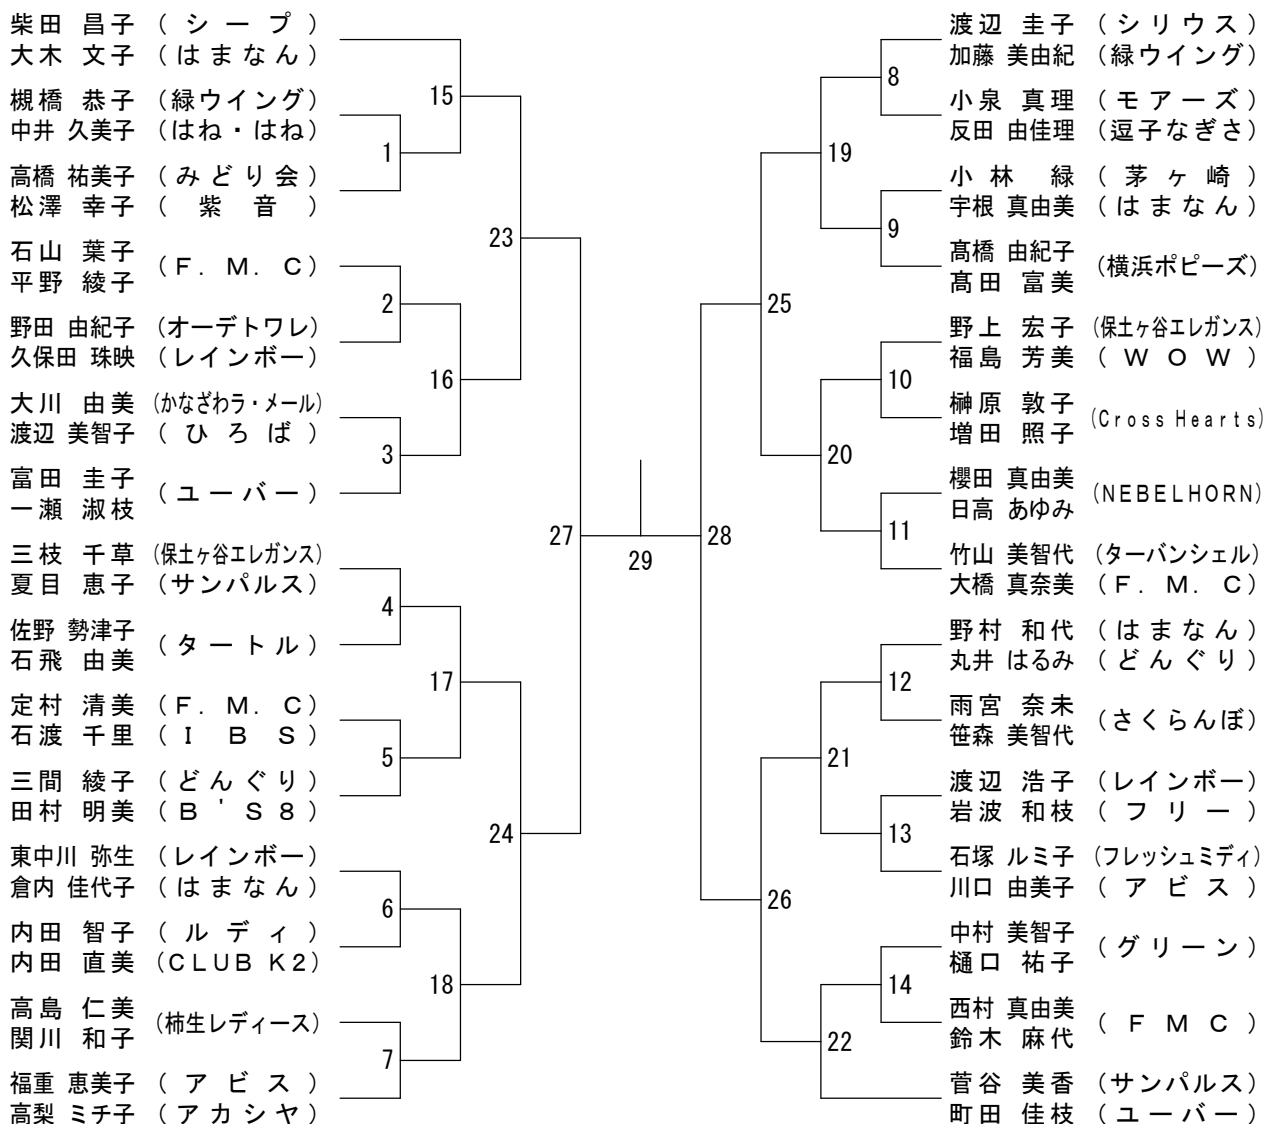 柴田 昌子 （ シ ー プ ）
大木 文子 （はまなん）
槻橋 恭子 （緑ウイング）
中井 久美子 （はね・はね）
高橋 祐美子 （みどり会）
松澤 幸子 （ 紫 音 ）
石山 葉子
平野 綾子
（Ｆ．Ｍ．Ｃ）
野田 由紀子 （オーデトワレ）
久保田 珠映 （レインボー）
大川 由美 （かなざわラ・メール）
渡辺 美智子 （ ひ ろ ば ）
富田 圭子
一瀬 淑枝
（ユーバー）
三枝 千草 （保土ヶ谷エレガンス）
夏目 恵子 （サンパルス）
佐野 勢津子
石飛 由美
（タートル）
定村 清美 （Ｆ．Ｍ．Ｃ）
石渡 千里 （Ｉ Ｂ Ｓ）
三間 綾子 （どんぐり）
田村 明美 （Ｂ＇Ｓ８）
東中川 弥生 （レインボー）
倉内 佳代子 （はまなん）
内田 智子 （ ル デ ィ ）
内田 直美 （CLUB K2）
高島 仁美
関川 和子
（柿生レディース）
福重 恵美子 （ ア ビ ス ）
高梨 ミチ子 （アカシヤ）
1
2
3
4
5
6
7
15
16
17
18
23
24
27
29
28
25
26
19
20
21
22
8
9
10
11
12
13
14
渡辺 圭子 （シリウス）
加藤 美由紀 （緑ウイング）
小泉 真理 （モアーズ）
反田 由佳理 （逗子なぎさ）
小林 緑 （茅ヶ崎）
宇根 真由美 （はまなん）
髙橋 由紀子
髙田 富美
（横浜ポピーズ）
野上 宏子 （保土ヶ谷エレガンス）
福島 芳美 （ Ｗ Ｏ Ｗ ）
榊原 敦子
増田 照子
（Cross Hearts）
櫻田 真由美
日高 あゆみ
（NEBELHORN）
竹山 美智代 （ターバンシェル）
大橋 真奈美 （Ｆ．Ｍ．Ｃ）
野村 和代 （はまなん）
丸井 はるみ （どんぐり）
雨宮 奈未
笹森 美智代
（さくらんぼ）
渡辺 浩子 （レインボー）
岩波 和枝 （ フ リ ー ）
石塚 ルミ子 （フレッシュミディ）
川口 由美子 （ ア ビ ス ）
中村 美智子
樋口 祐子
（グリーン）
西村 真由美
鈴木 麻代
（ Ｆ Ｍ Ｃ ）
菅谷 美香 （サンパルス）
町田 佳枝 （ユーバー）